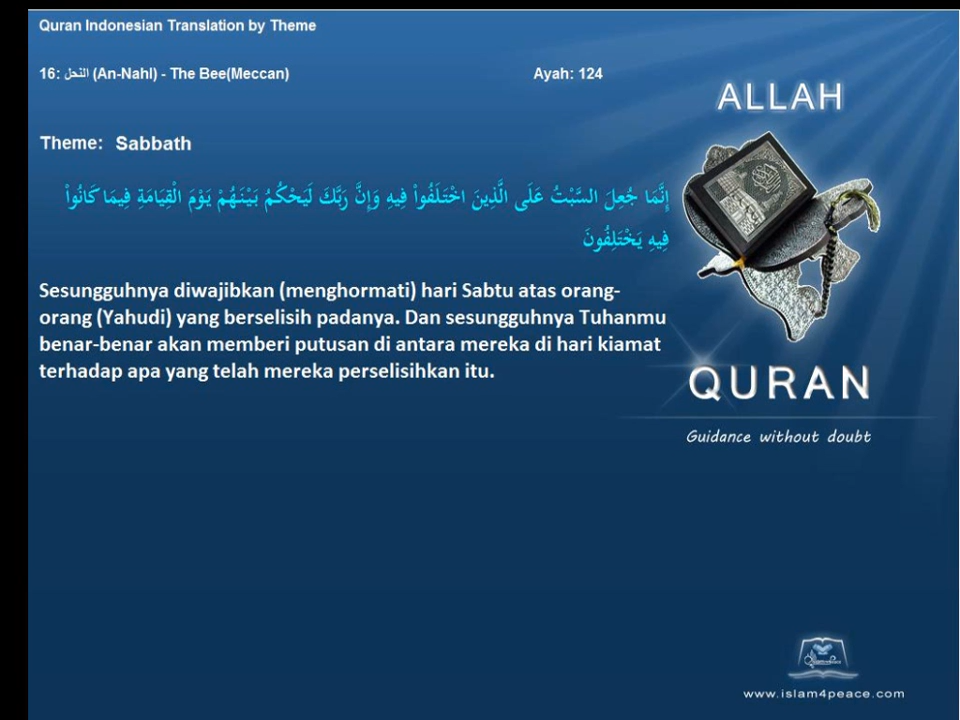 Quran Indonesian Translation by Theme
16: النحل (An-Nahl) - The Bee(Meccan)
Ayah: 124
Theme: Sabbath
إِنَّمَا جُعِلَ السَّبْتُ عَلَى الَّذِينَ اخْتَلَفُواْ فِيهِ وَإِنَّ رَبَّكَ لَيَحْكُمُ بَيْنَهُمْ يَوْمَ الْقِيَامَةِ فِيمَا كَانُواْ
فِيهِ يَخْتَلِفُونَ
Sesungguhnya diwajibkan (menghormati) hari Sabtu atas orang-
orang (Yahudi) yang berselisih padanya. Dan sesungguhnya Tuhanmu
benar-benar akan memberi putusan di antara mereka di hari kiamat
terhadap apa yang telah mereka perselisihkan itu.
ALLAH
QURAN
Guidance without doubt
www.islam4peace.com